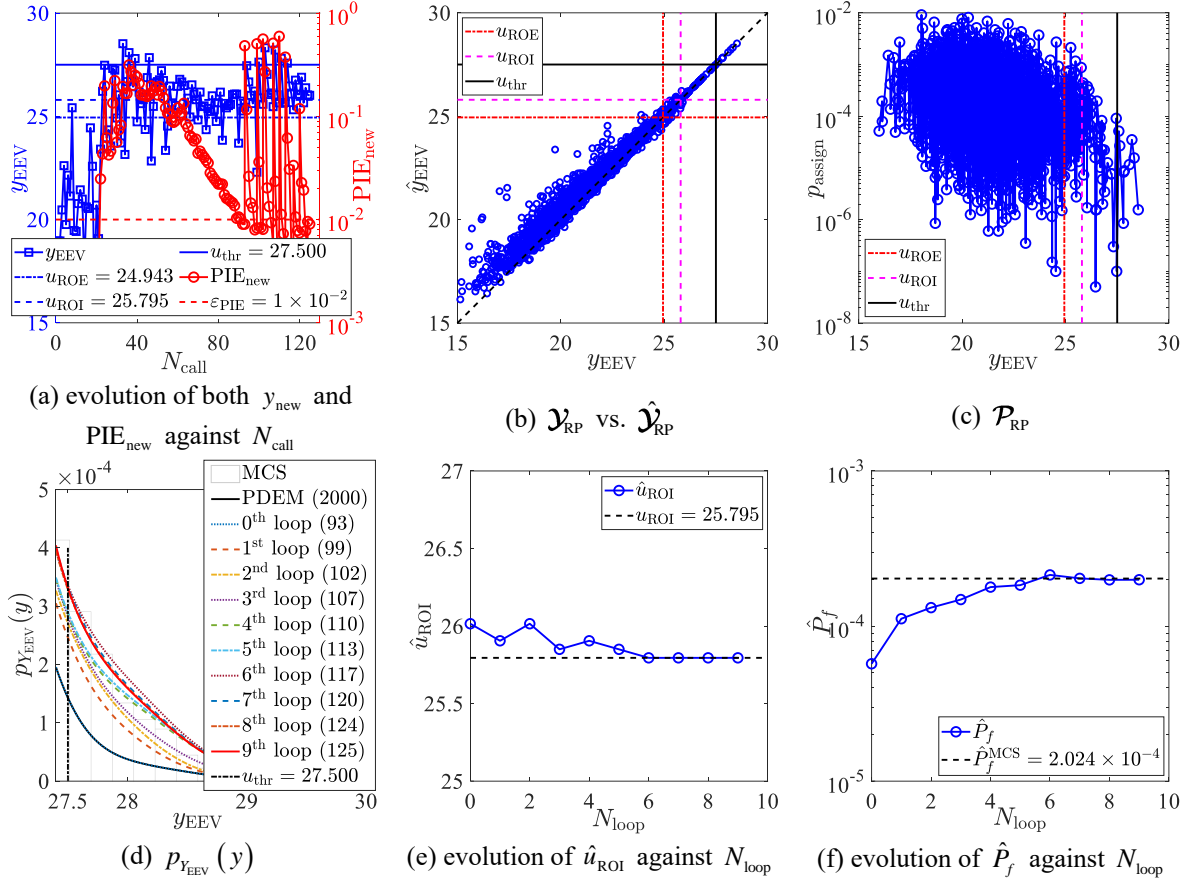 30
25
20
15
y_EEV
10^0
10^-1
10^-2
10^-3
PIE_new
y_EEV
u_thr = 27.500
u_ROE = 24.943
PIE_new
u_ROI = 25.795
ε_PIE = 1 × 10^-2
0 40 80 120
N_call
(a) evolution of both y_new and
PIE_new against N_call
30
25
20
15
ŷ_EEV
u_ROE
u_ROI
u_thr
15 20 25 30
y_EEV
(b) 𝓨_RP vs. 𝓨̂_RP
10^-2
10^-4
10^-6
10^-8
p_assign
u_ROE
u_ROI
u_thr
15 20 25 30
y_EEV
(c) 𝓟_RP
×10^-4
5
4
2
0
p_Y_EEV(y)
MCS
PDEM (2000)
0^th loop (93)
1^st loop (99)
2^nd loop (102)
3^rd loop (107)
4^th loop (110)
5^th loop (113)
6^th loop (117)
7^th loop (120)
8^th loop (124)
9^th loop (125)
u_thr = 27.500
27.5 28 29 30
y_EEV
(d) p_Y_EEV (y)
27
26.5
26
25.5
25
û_ROI
û_ROI
u_ROI = 25.795
0 2 4 6 8 10
N_loop
(e) evolution of û_ROI against N_loop
10^-3
10^-4
10^-5
P̂_f
P̂_f
P̂_f^MCS = 2.024 × 10^-4
0 2 4 6 8 10
N_loop
(f) evolution of P̂_f against N_loop